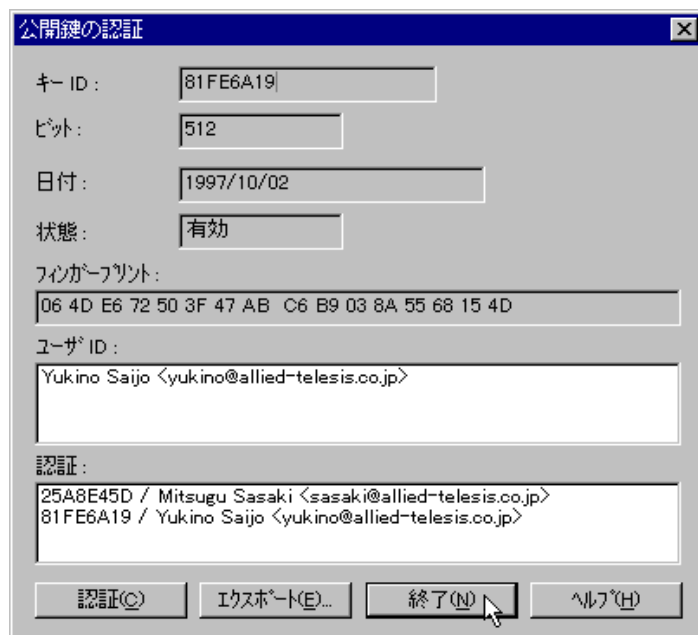 公開鍵の認証
キー ID : 81FE6A19
ビット : 512
日付 : 1997/10/02
状態 : 有効
フィンガープリント :
06 4D E6 72 50 3F 47 AB  C6 B9 03 8A 55 68 15 4D
ユーザ ID :
Yukino Saijo <yukino@allied-telesis.co.jp>
認証 :
25A8E45D / Mitsugu Sasaki <sasaki@allied-telesis.co.jp>
81FE6A19 / Yukino Saijo <yukino@allied-telesis.co.jp>
認証(C) エクスポート(E)... 終了(N) ヘルプ(H)